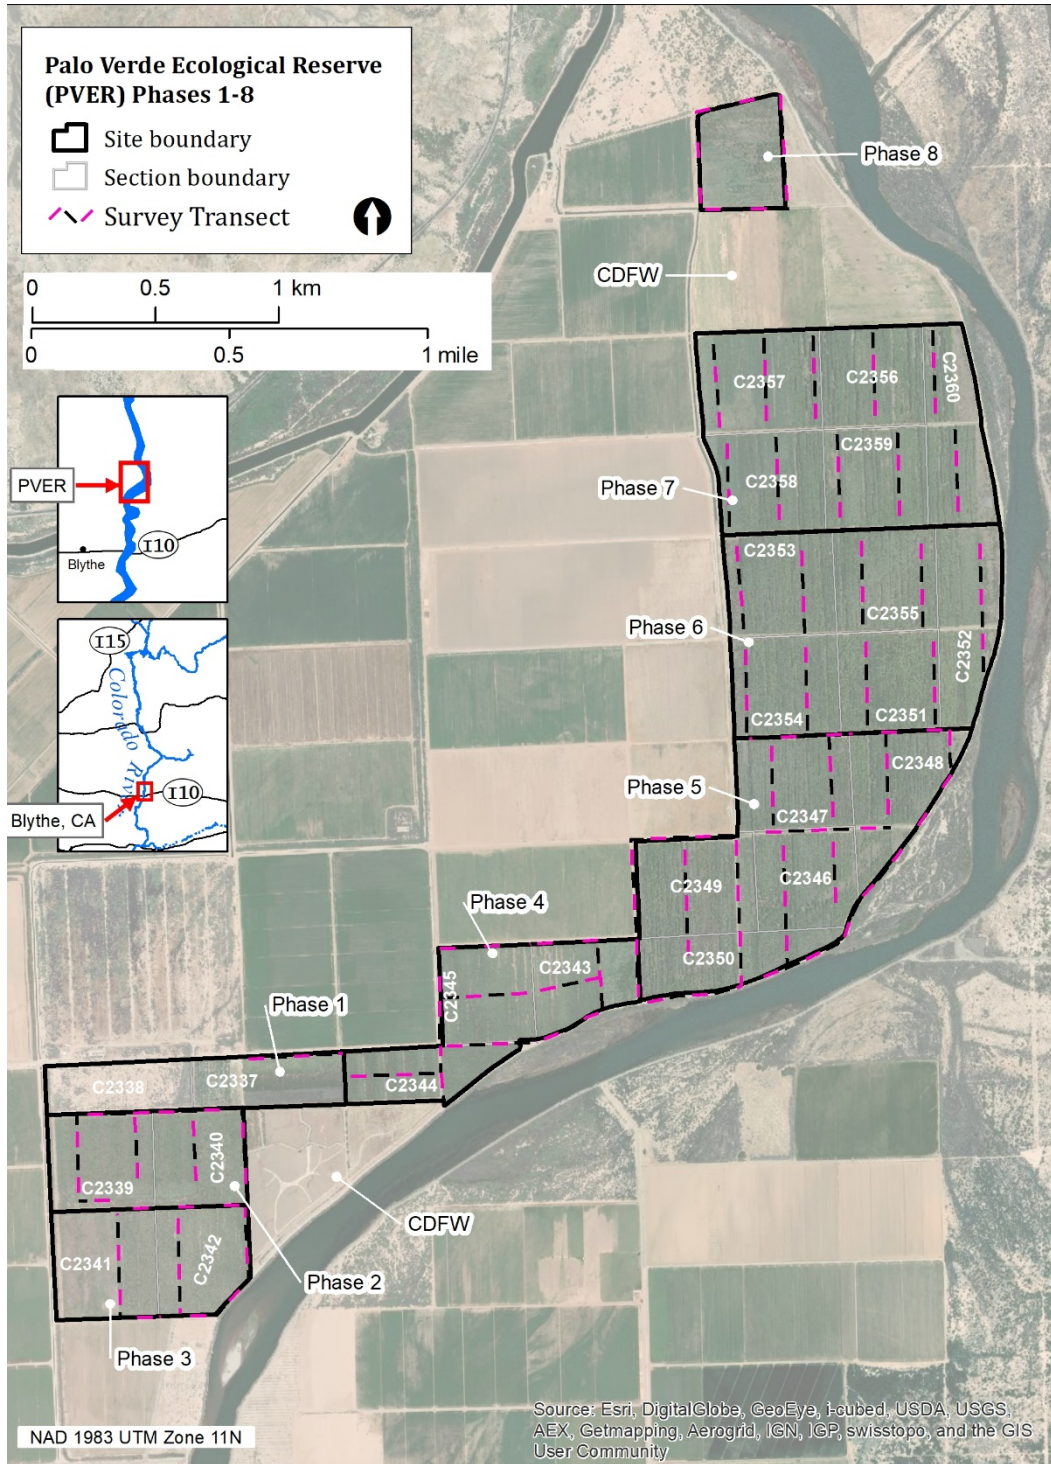 Palo Verde Ecological Reserve
(PVER) Phases 1-8
Site boundary
Section boundary
Survey Transect
0 0.5 1 km
0 0.5 1 mile
PVER
I10
Blythe
I15
Colorado River
I10
Blythe, CA
Phase 8
CDFW
C2357
C2356
C2360
C2359
C2358
Phase 7
C2353
C2355
Phase 6
C2352
C2354
C2351
C2348
Phase 5
C2347
C2349
C2346
Phase 4
C2350
C2343
C2345
Phase 1
C2338
C2337
C2344
C2340
C2339
CDFW
C2341
C2342
Phase 2
Phase 3
NAD 1983 UTM Zone 11N
Source: Esri, DigitalGlobe, GeoEye, i-cubed, USDA, USGS,
AEX, Getmapping, Aerogrid, IGN, IGP, swisstopo, and the GIS
User Community